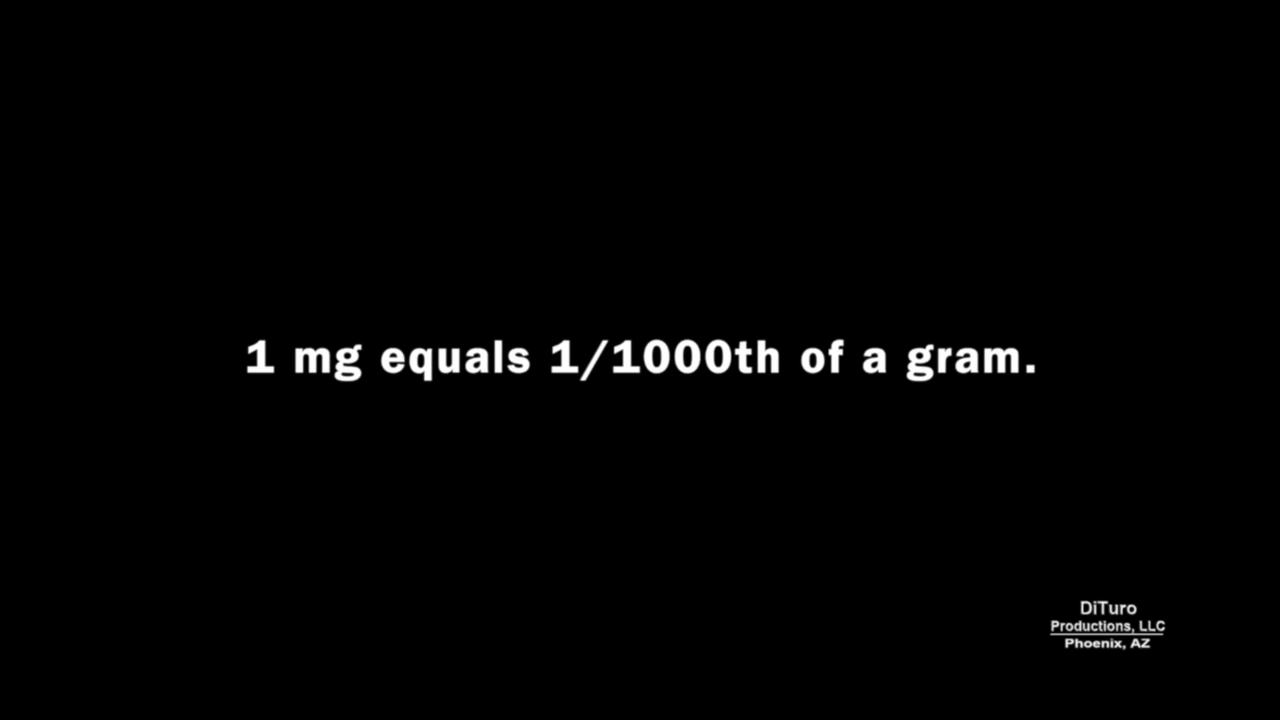 1 mg equals 1/1000th of a gram.
DiTuro
Productions, LLC
Phoenix, AZ